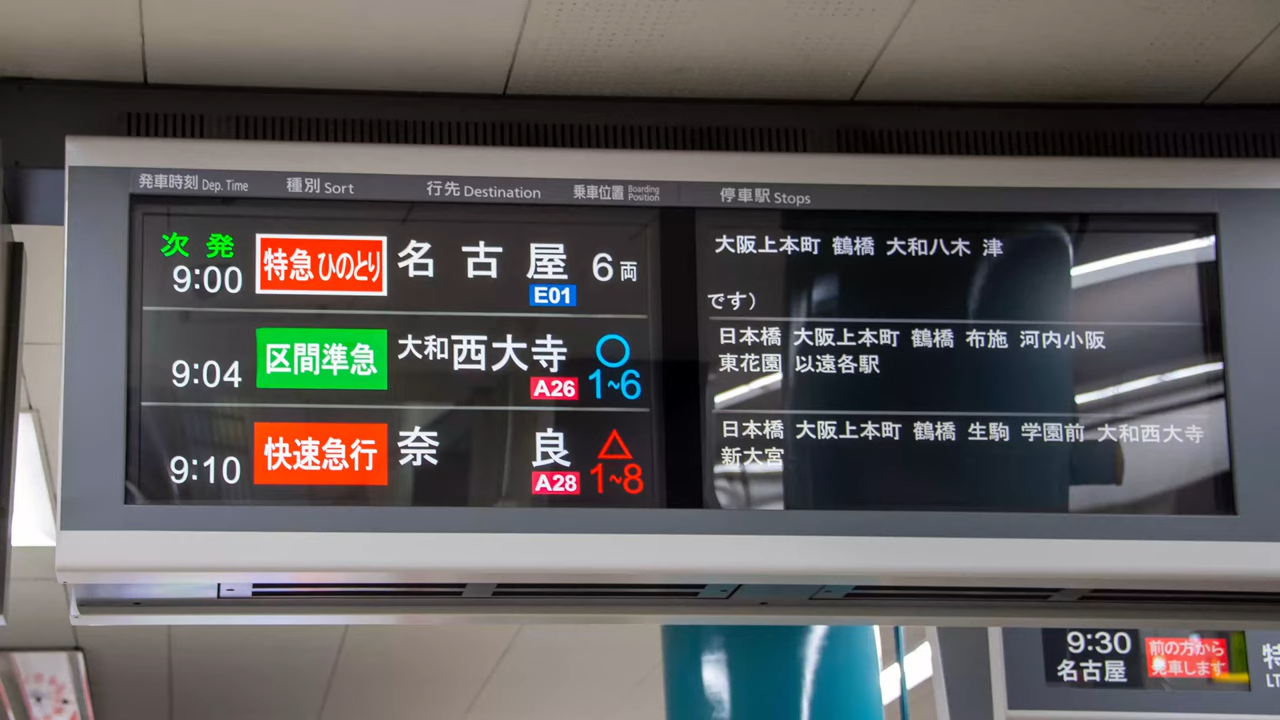 発車時刻 Dep. Time 種別 Sort 行先 Destination 乗車位置 Boarding Position 停車駅 Stops
次発
9:00 特急 ひのとり 名古屋 E01 6両 大阪上本町 鶴橋 大和八木 津
です)
9:04 区間準急 大和西大寺 A26 ○ 1~6 日本橋 大阪上本町 鶴橋 布施 河内小阪
東花園 以遠各駅
9:10 快速急行 奈良 A28 △ 1~8 日本橋 大阪上本町 鶴橋 生駒 学園前 大和西大寺
新大宮
9:30 前の方から 特
名古屋 発車します LT